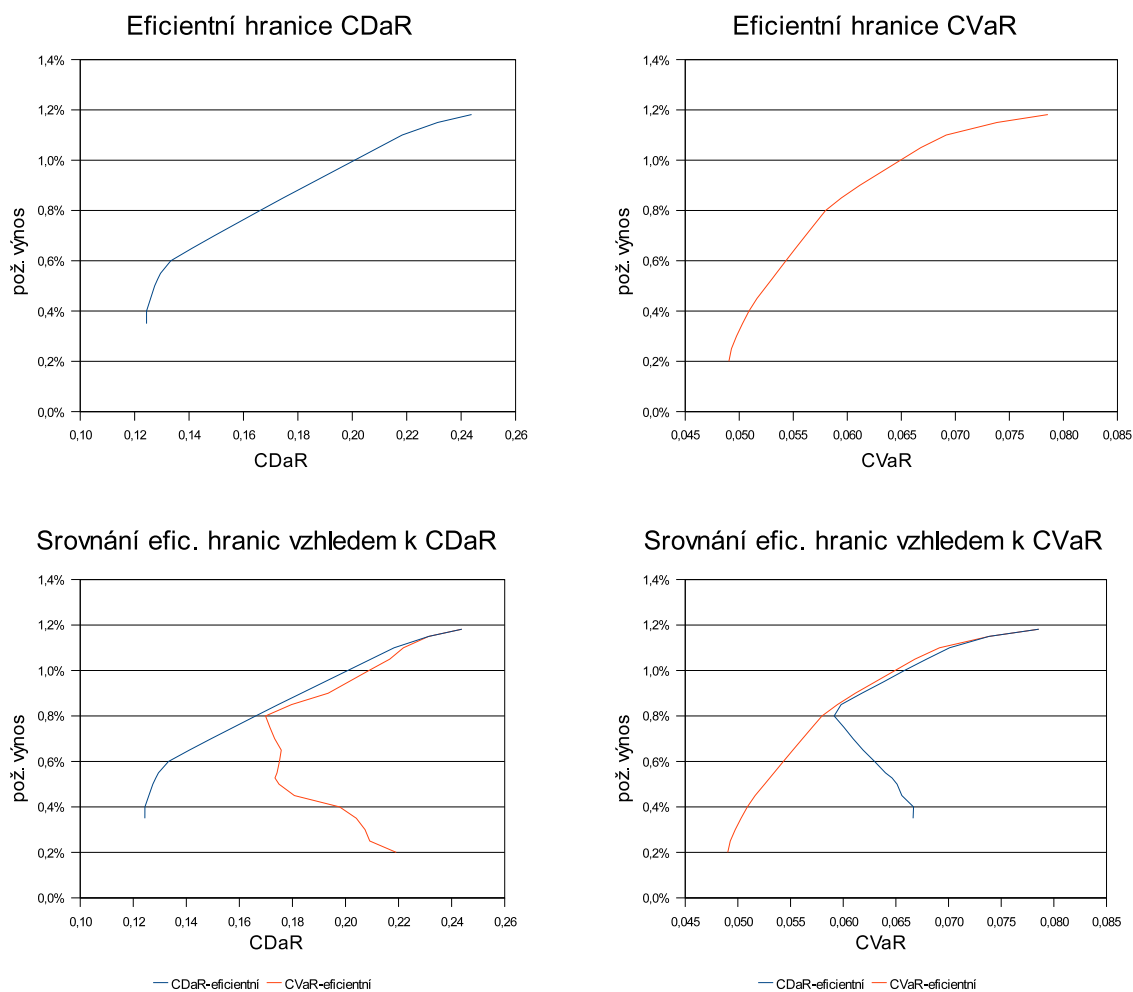 Eficientní hranice CDaR
1,4%
1,2%
1,0%
0,8%
0,6%
0,4%
0,2%
0,0%
pož. výnos
0,10 0,12 0,14 0,16 0,18 0,20 0,22 0,24 0,26
CDaR
Eficientní hranice CVaR
1,4%
1,2%
1,0%
0,8%
0,6%
0,4%
0,2%
0,0%
pož. výnos
0,045 0,050 0,055 0,060 0,065 0,070 0,075 0,080 0,085
CVaR
Srovnání efic. hranic vzhledem k CDaR
1,4%
1,2%
1,0%
0,8%
0,6%
0,4%
0,2%
0,0%
pož. výnos
0,10 0,12 0,14 0,16 0,18 0,20 0,22 0,24 0,26
CDaR
CDaR-eficientní CVaR-eficientní
Srovnání efic. hranic vzhledem k CVaR
1,4%
1,2%
1,0%
0,8%
0,6%
0,4%
0,2%
0,0%
pož. výnos
0,045 0,050 0,055 0,060 0,065 0,070 0,075 0,080 0,085
CVaR
CDaR-eficientní CVaR-eficientní